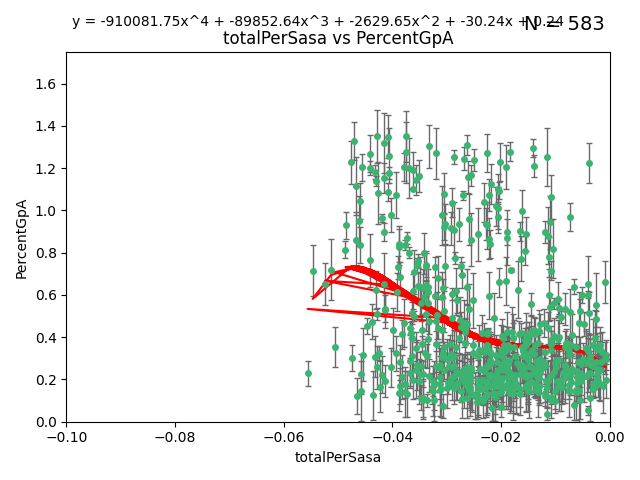 y = -910081.75x^4 + -89852.64x^3 + -2629.65x^2 + -30.24x + 0.24
N = 583
totalPerSasa vs PercentGpA
PercentGpA
1.6
1.4
1.2
1.0
0.8
0.6
0.4
0.2
0.0
−0.10 −0.08 −0.06 −0.04 −0.02 0.00
totalPerSasa